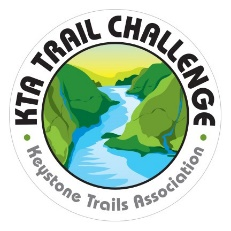 KTA TRAIL CHALLENGE
Keystone Trails Association